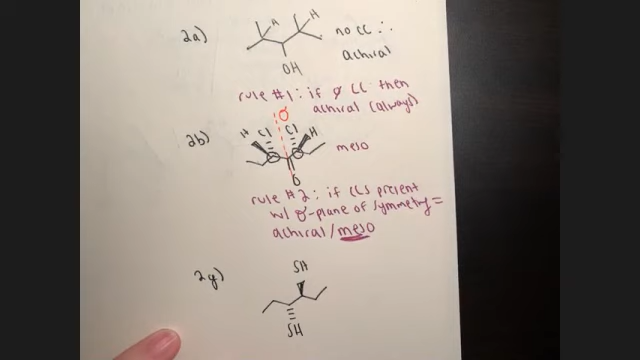 2a)
H
H
OH
no CC ∴
achiral
rule #1: if ∅ CC then
achiral (always)
σ
2b)
H Cl Cl H
O
meso
rule #2: if CCs present
w/ σ-plane of symmetry =
achiral/meso
2g)
SH
SH